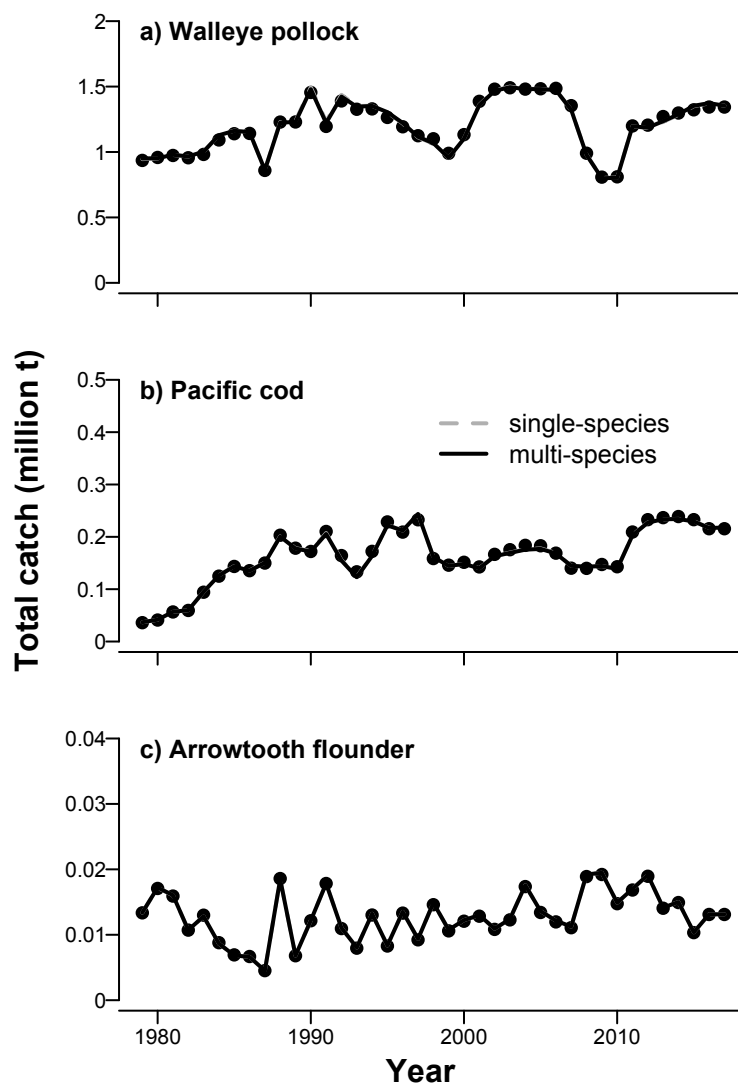 a) Walleye pollock
2
1.5
1
0.5
0
Total catch (million t)
b) Pacific cod
0.5
0.4
0.3
0.2
0.1
0
single-species
multi-species
c) Arrowtooth flounder
0.04
0.03
0.02
0.01
0
1980 1990 2000 2010
Year